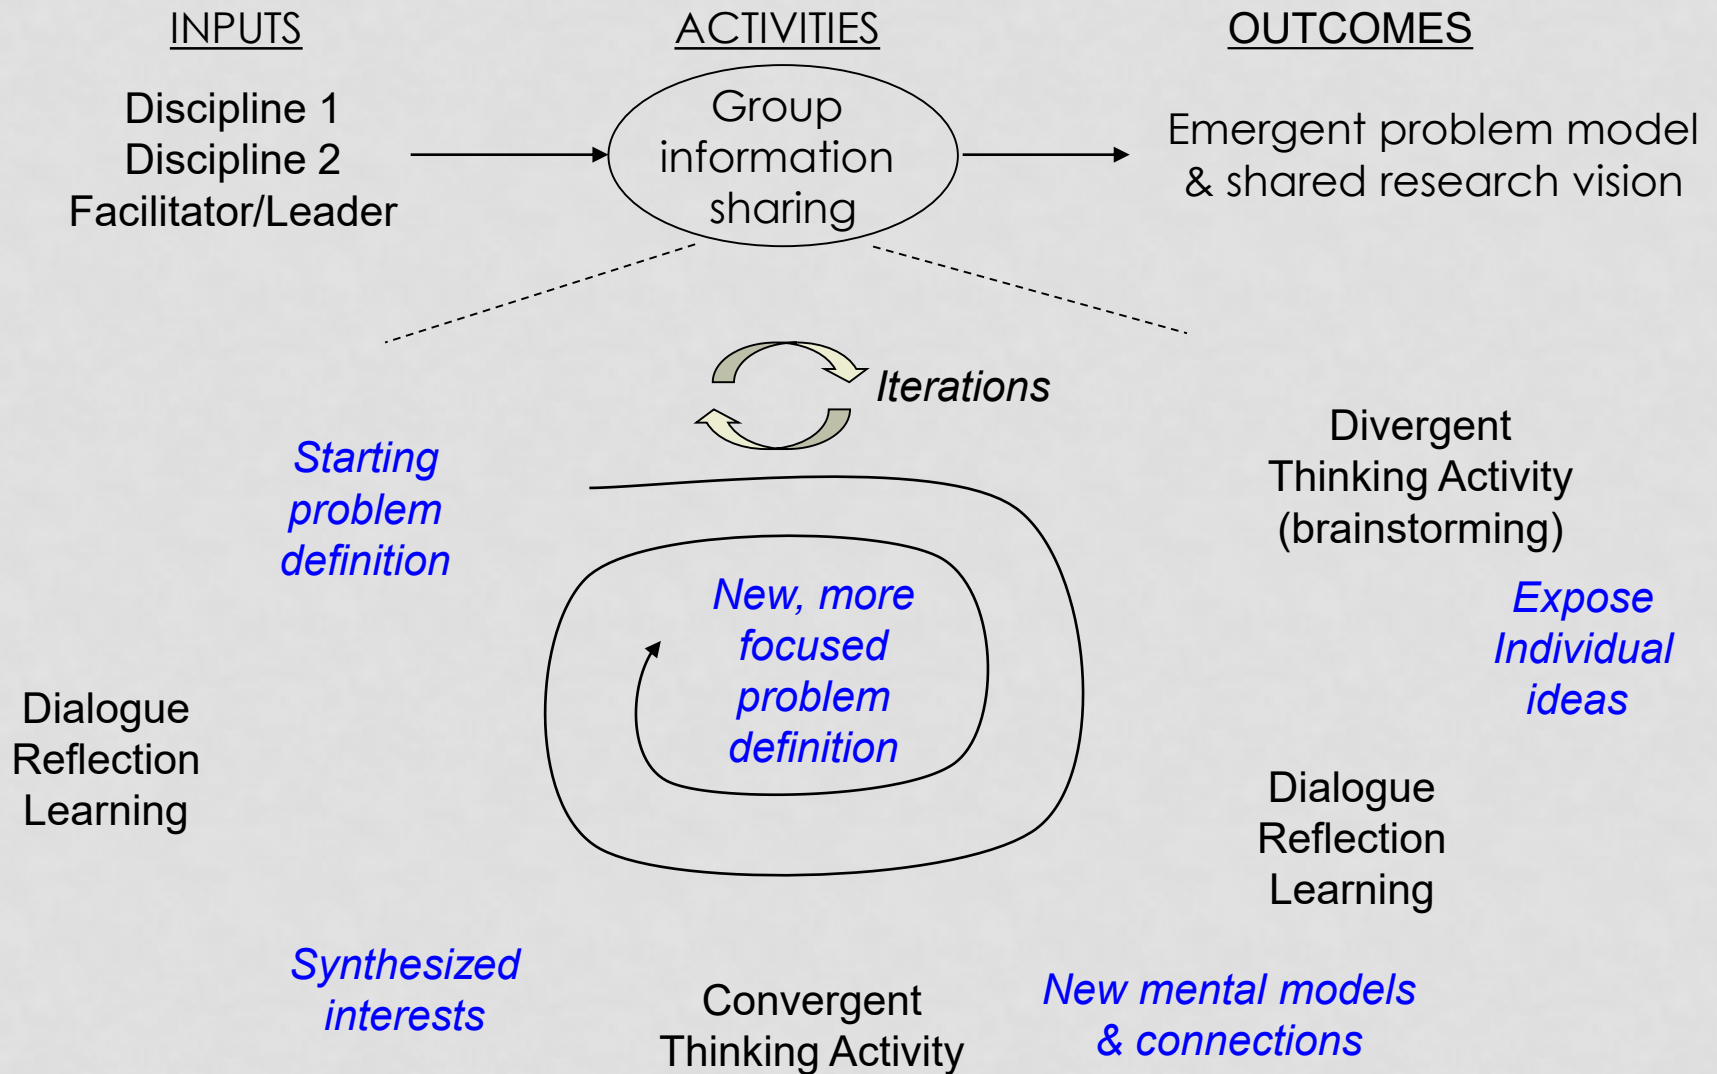 INPUTS
ACTIVITIES
OUTCOMES
Discipline 1
Discipline 2
Facilitator/Leader
Group
information
sharing
Emergent problem model
& shared research vision
Iterations
Starting
problem
definition
Divergent
Thinking Activity
(brainstorming)
New, more
focused
problem
definition
Expose
Individual
ideas
Dialogue
Reflection
Learning
Dialogue
Reflection
Learning
Synthesized
interests
Convergent
Thinking Activity
New mental models
& connections